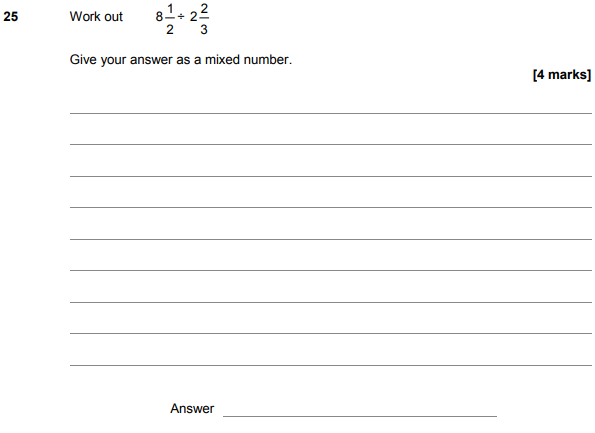 25 Work out 8 1/2 ÷ 2 2/3
Give your answer as a mixed number.
[4 marks]
Answer